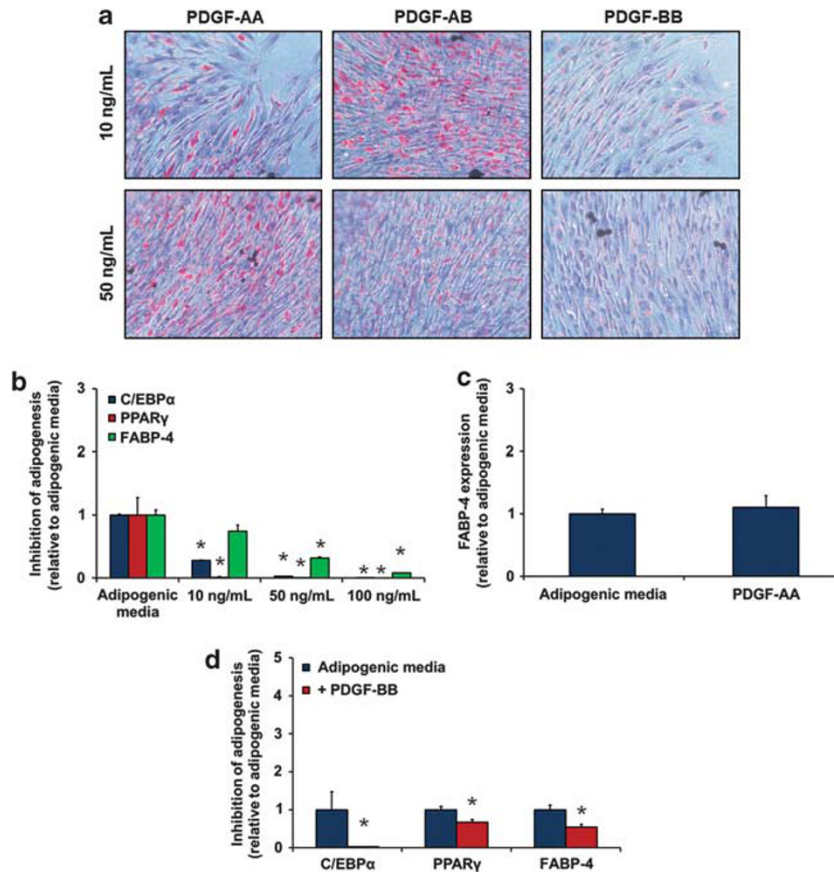 a
PDGF-AA PDGF-AB PDGF-BB
10 ng/mL
50 ng/mL
b
Inhibition of adipogenesis
(relative to adipogenic media)
3
2
1
0
C/EBPα
PPARγ
FABP-4
* * * * * * * *
Adipogenic
media
10 ng/mL 50 ng/mL 100 ng/mL
c
FABP-4 expression
(relative to adipogenic media)
3
2
1
0
Adipogenic media PDGF-AA
d
Inhibition of adipogenesis
(relative to adipogenic media)
5
4
3
2
1
0
Adipogenic media
+ PDGF-BB
* * *
C/EBPα PPARγ FABP-4